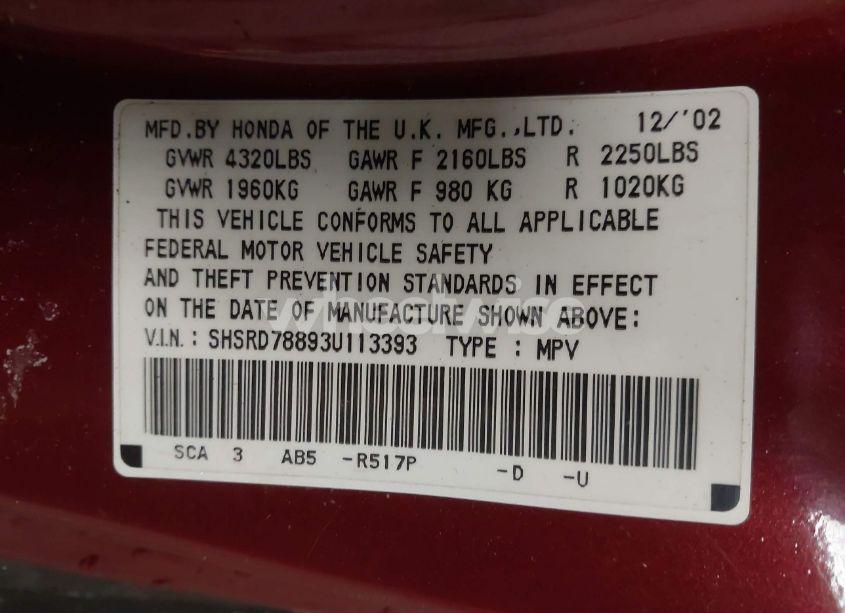 MFD.BY HONDA OF THE U.K. MFG.,LTD. 12/'02
GVWR 4320LBS GAWR F 2160LBS R 2250LBS
GVWR 1960KG GAWR F 980 KG R 1020KG
THIS VEHICLE CONFORMS TO ALL APPLICABLE
FEDERAL MOTOR VEHICLE SAFETY
AND THEFT PREVENTION STANDARDS IN EFFECT
ON THE DATE OF MANUFACTURE SHOWN ABOVE:
wheelwise
V.I.N.: SHSRD78893U113393 TYPE : MPV
SCA 3 AB5 -R517P -D -U